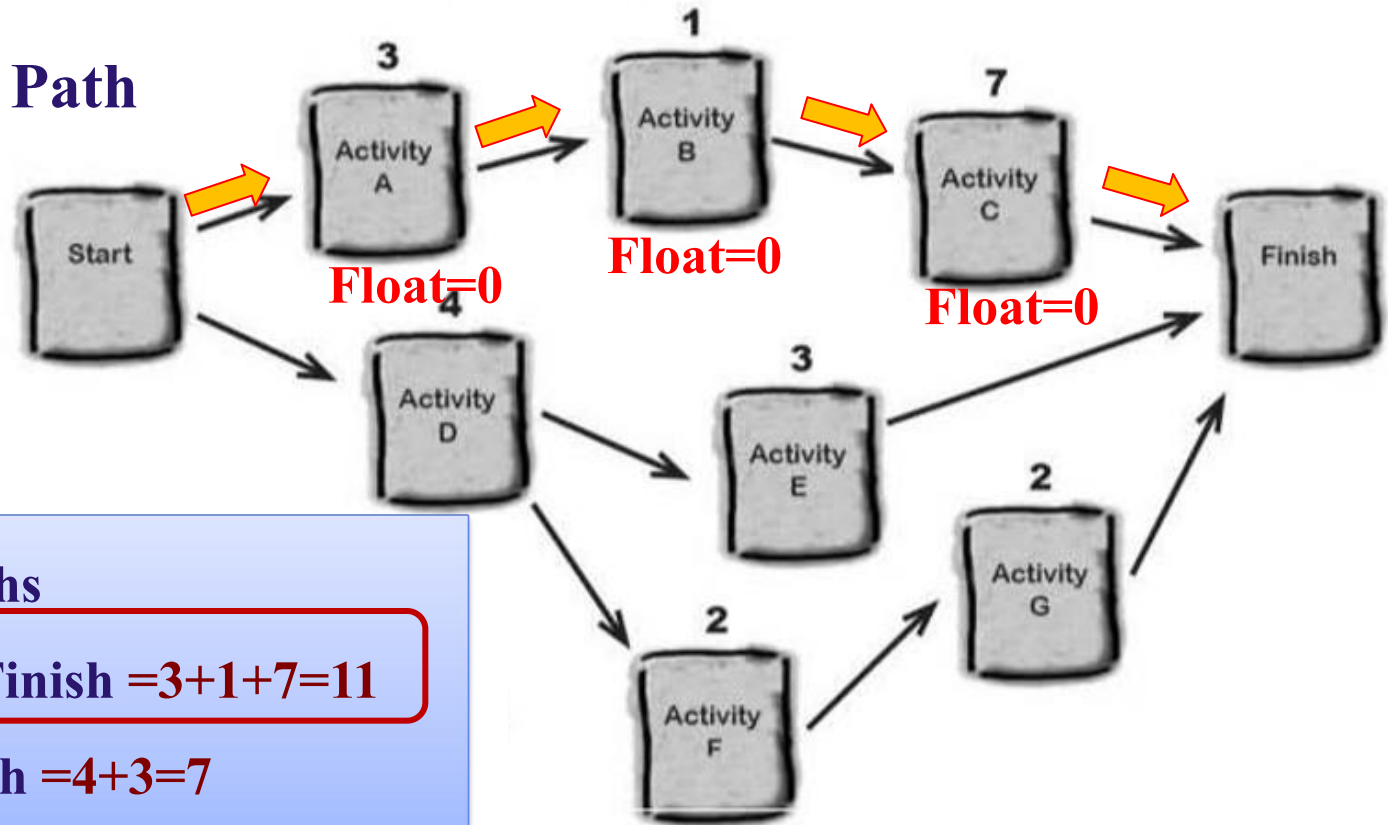 Path
1
3
7
Activity
A
Activity
B
Activity
C
Start
Finish
Float=0
Float=0
Float=0
4
3
2
2
Activity
D
Activity
E
Activity
G
Activity
F
hs
Finish =3+1+7=11
h =4+3=7